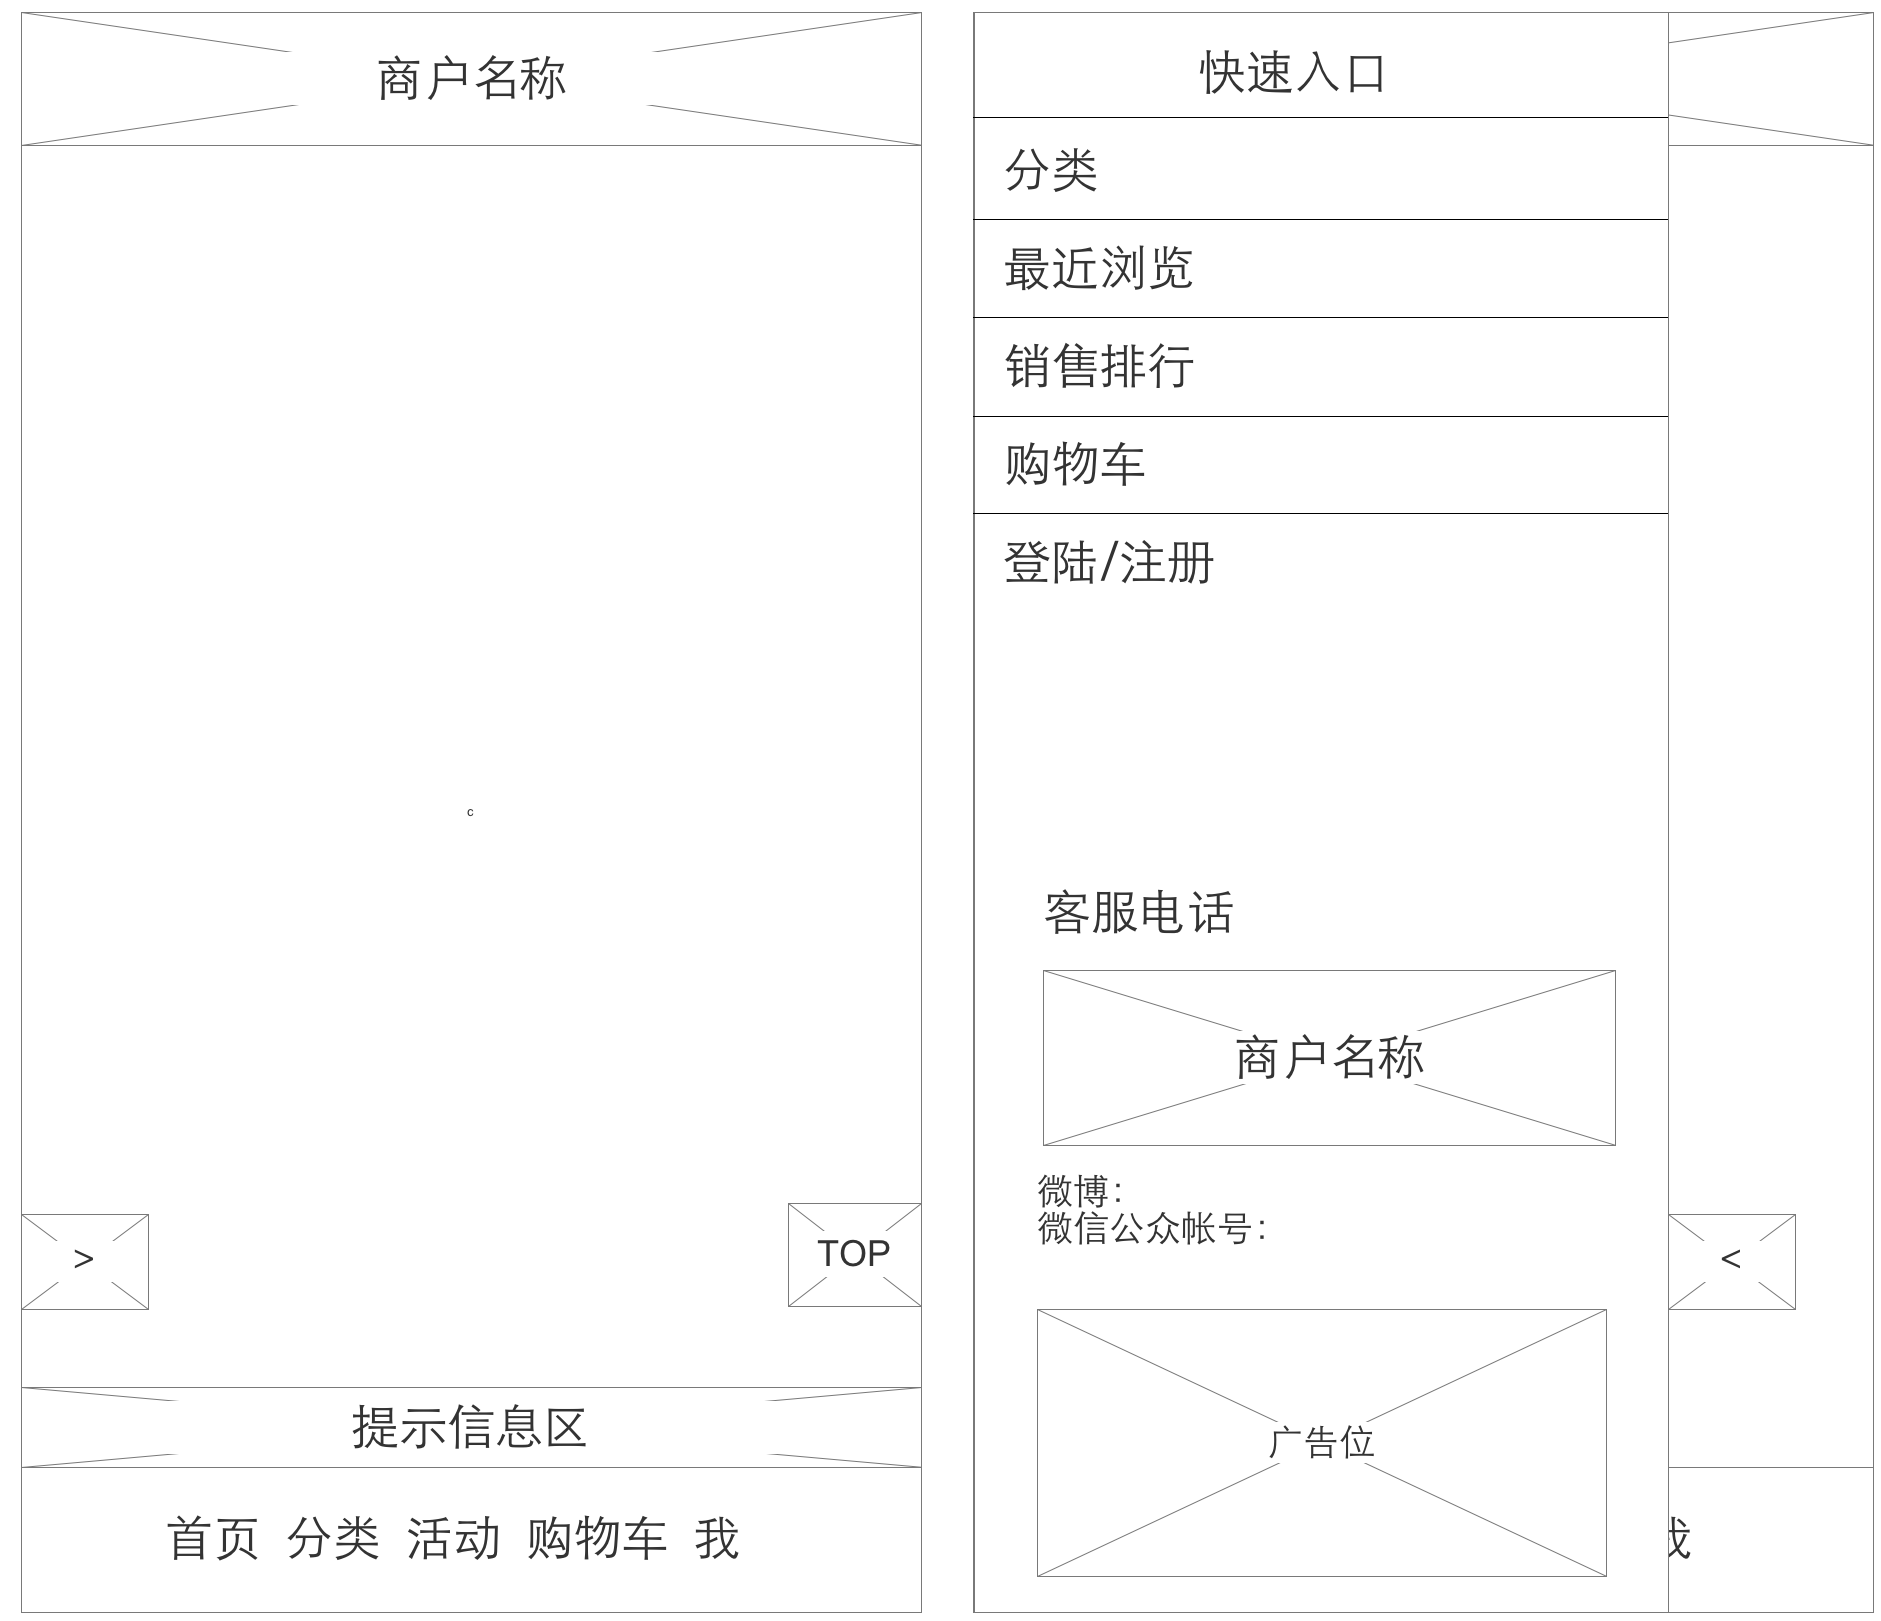 商户名称
c
>
TOP
提示信息区
首页 分类 活动 购物车 我
快速入口
分类
最近浏览
销售排行
购物车
登陆/注册
客服电话
商户名称
微博：
微信公众帐号：
<
广告位
我